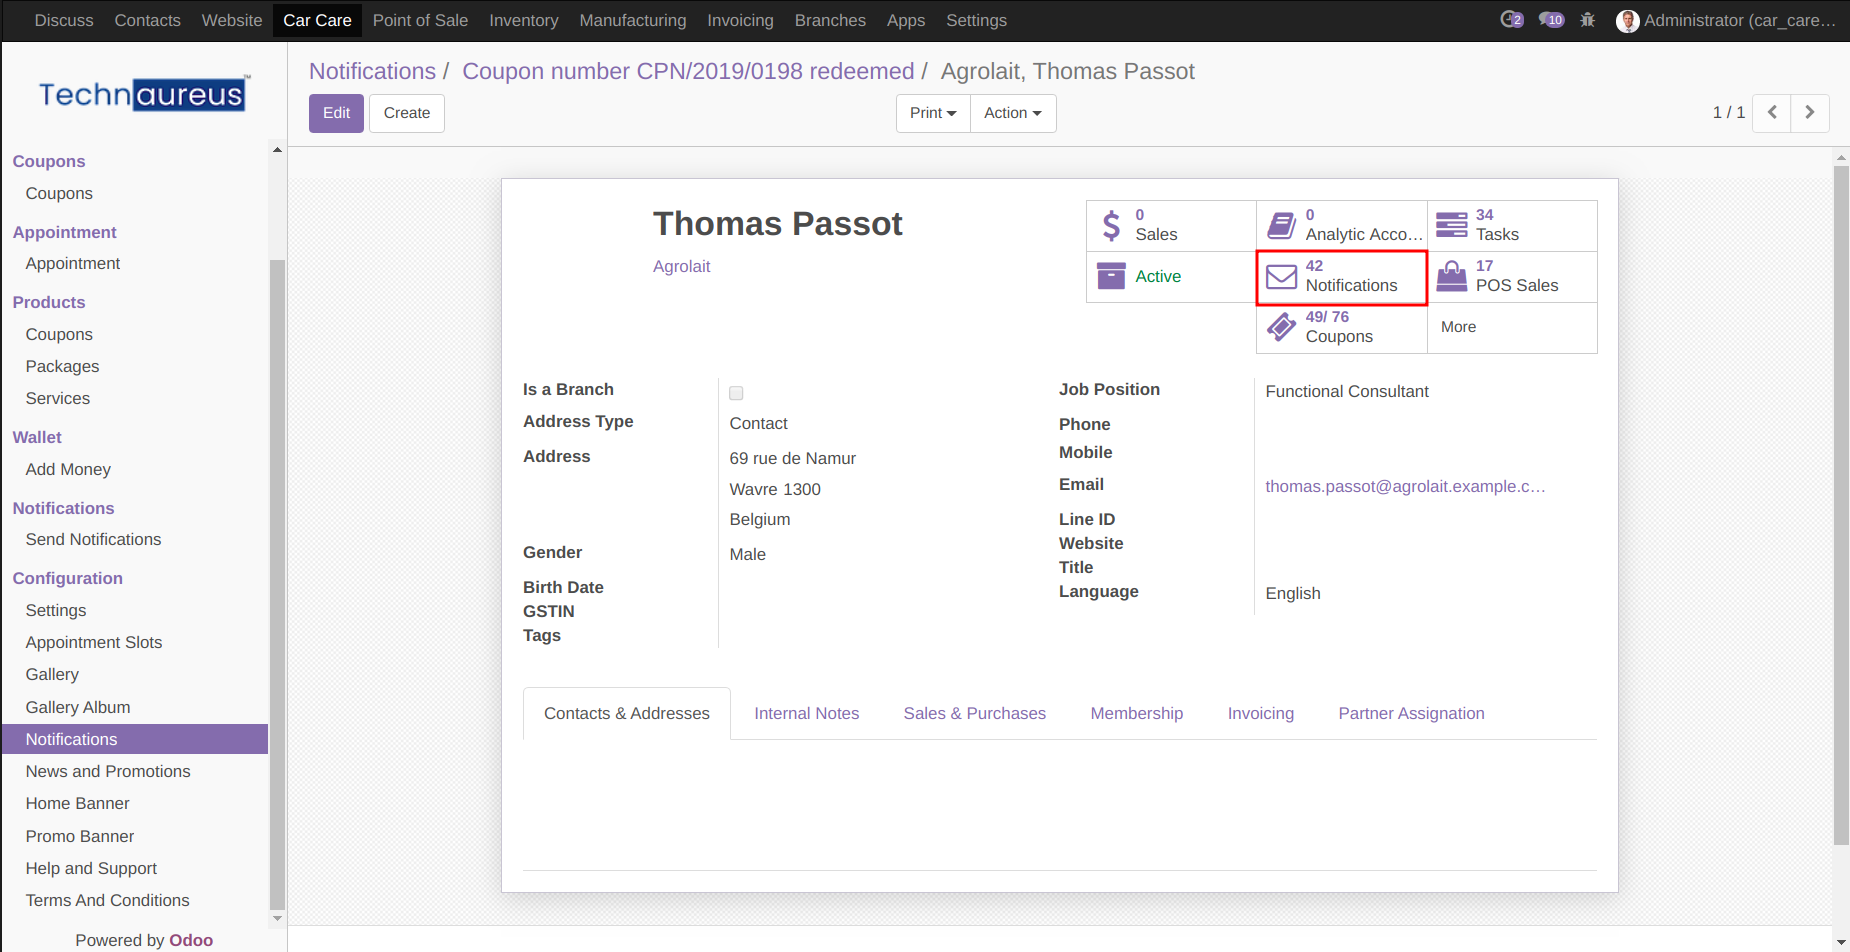 Discuss Contacts Website Car Care Point of Sale Inventory Manufacturing Invoicing Branches Apps Settings 2 10 Administrator (car_care…
Technaureus™
Notifications / Coupon number CPN/2019/0198 redeemed / Agrolait, Thomas Passot
Edit Create Print Action 1 / 1
Coupons
Coupons
Appointment
Appointment
Products
Coupons
Packages
Services
Wallet
Add Money
Notifications
Send Notifications
Configuration
Settings
Appointment Slots
Gallery
Gallery Album
Notifications
News and Promotions
Home Banner
Promo Banner
Help and Support
Terms And Conditions
Powered by Odoo
Thomas Passot
Agrolait
0
Sales
0
Analytic Acco…
34
Tasks
Active
42
Notifications
17
POS Sales
49/ 76
Coupons
More
Is a Branch
Address Type Contact
Address 69 rue de Namur
Wavre 1300
Belgium
Gender Male
Birth Date
GSTIN
Tags
Job Position Functional Consultant
Phone
Mobile
Email thomas.passot@agrolait.example.c…
Line ID
Website
Title
Language English
Contacts & Addresses Internal Notes Sales & Purchases Membership Invoicing Partner Assignation